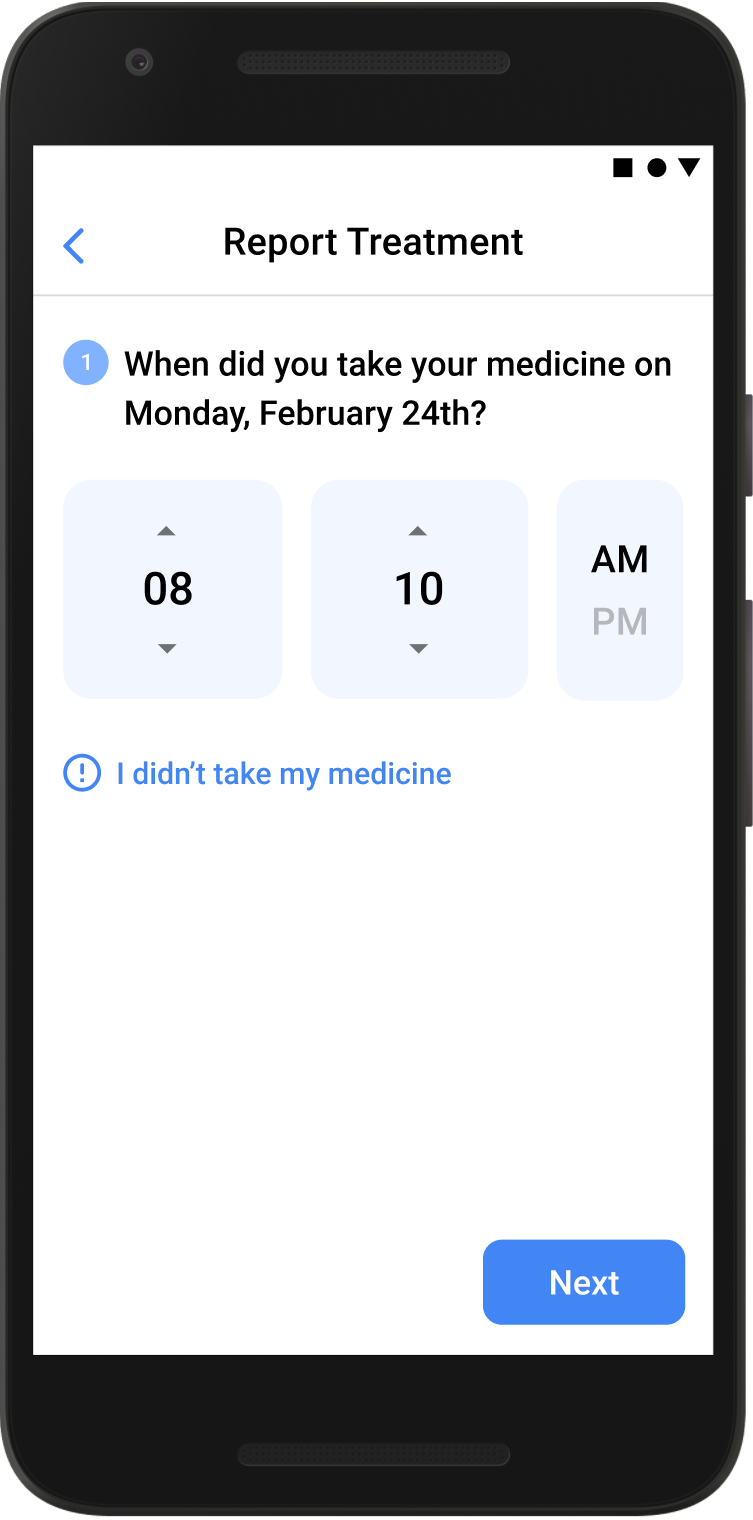 Report Treatment
1 When did you take your medicine on
Monday, February 24th?
08 10 AM
PM
I didn’t take my medicine
Next